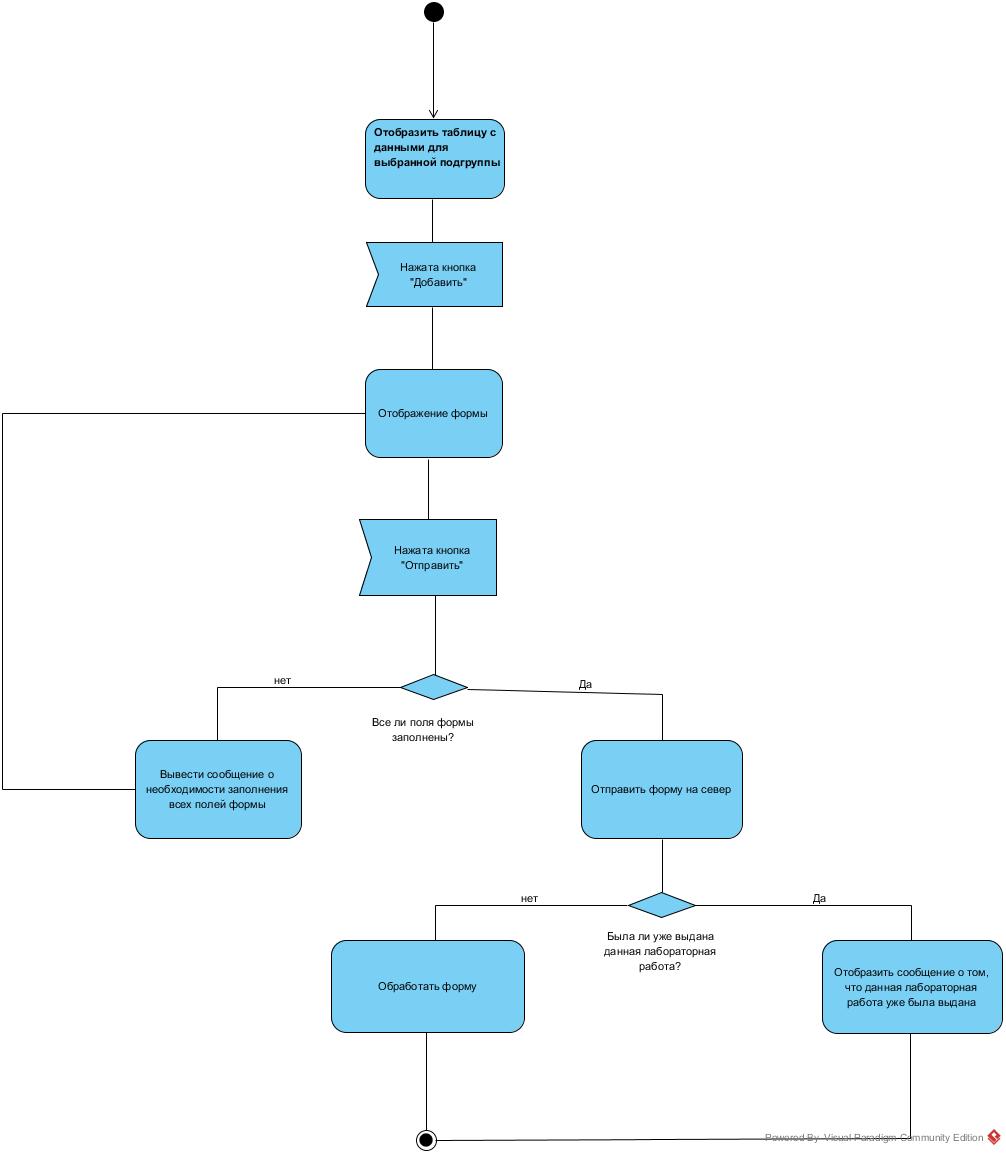 Отобразить таблицу с
данными для
выбранной подгруппы
Нажата кнопка
"Добавить"
Отображение формы
Нажата кнопка
"Отправить"
нет
Да
Все ли поля формы
заполнены?
Вывести сообщение о
необходимости заполнения
всех полей формы
Отправить форму на север
нет
Да
Была ли уже выдана
данная лабораторная
работа?
Обработать форму
Отобразить сообщение о том,
что данная лабораторная
работа уже была выдана
Powered By Visual Paradigm Community Edition